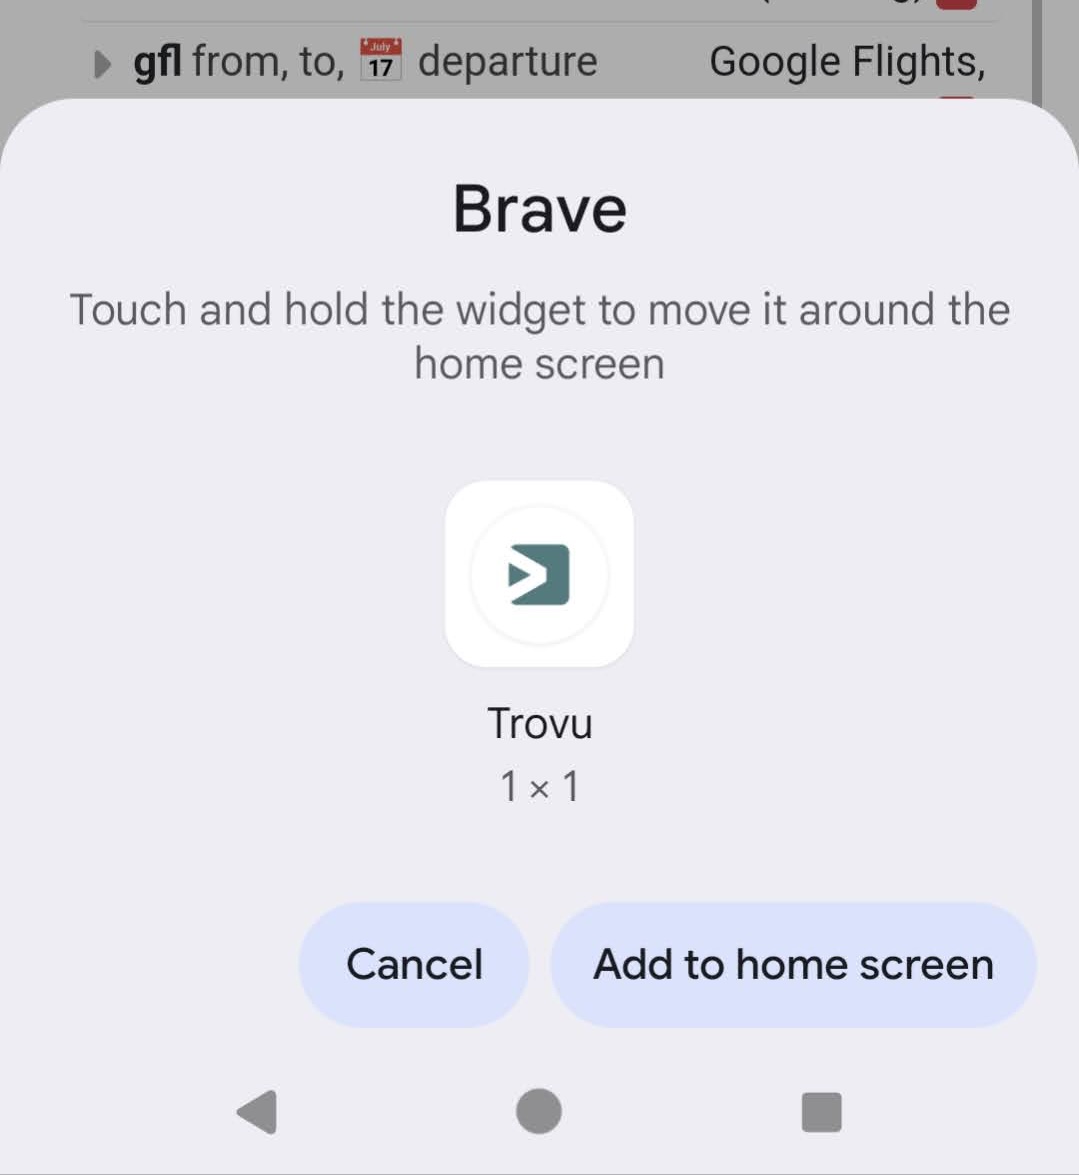 gfl from, to, July 17 departure Google Flights,
Brave
Touch and hold the widget to move it around the
home screen
Trovu
1 × 1
Cancel Add to home screen